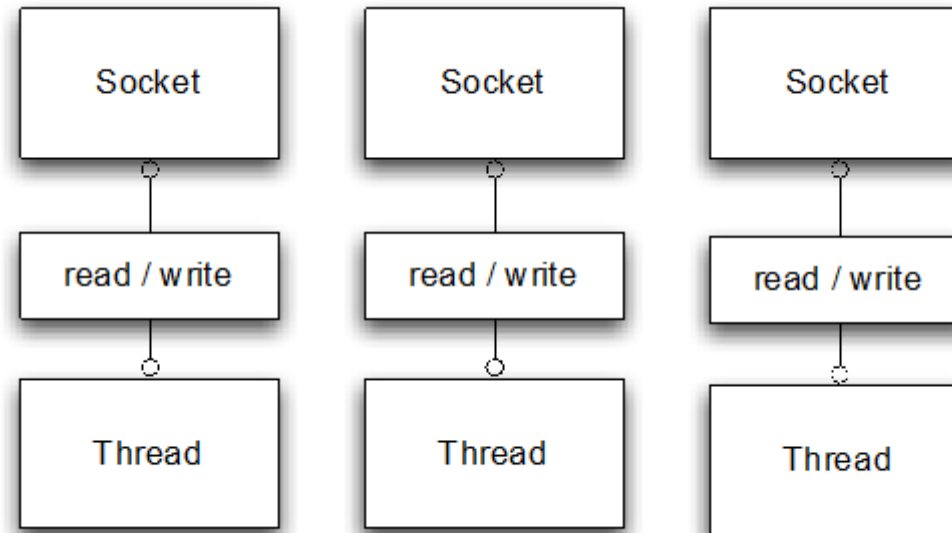 Socket
Socket
Socket
read / write
read / write
read / write
Thread
Thread
Thread